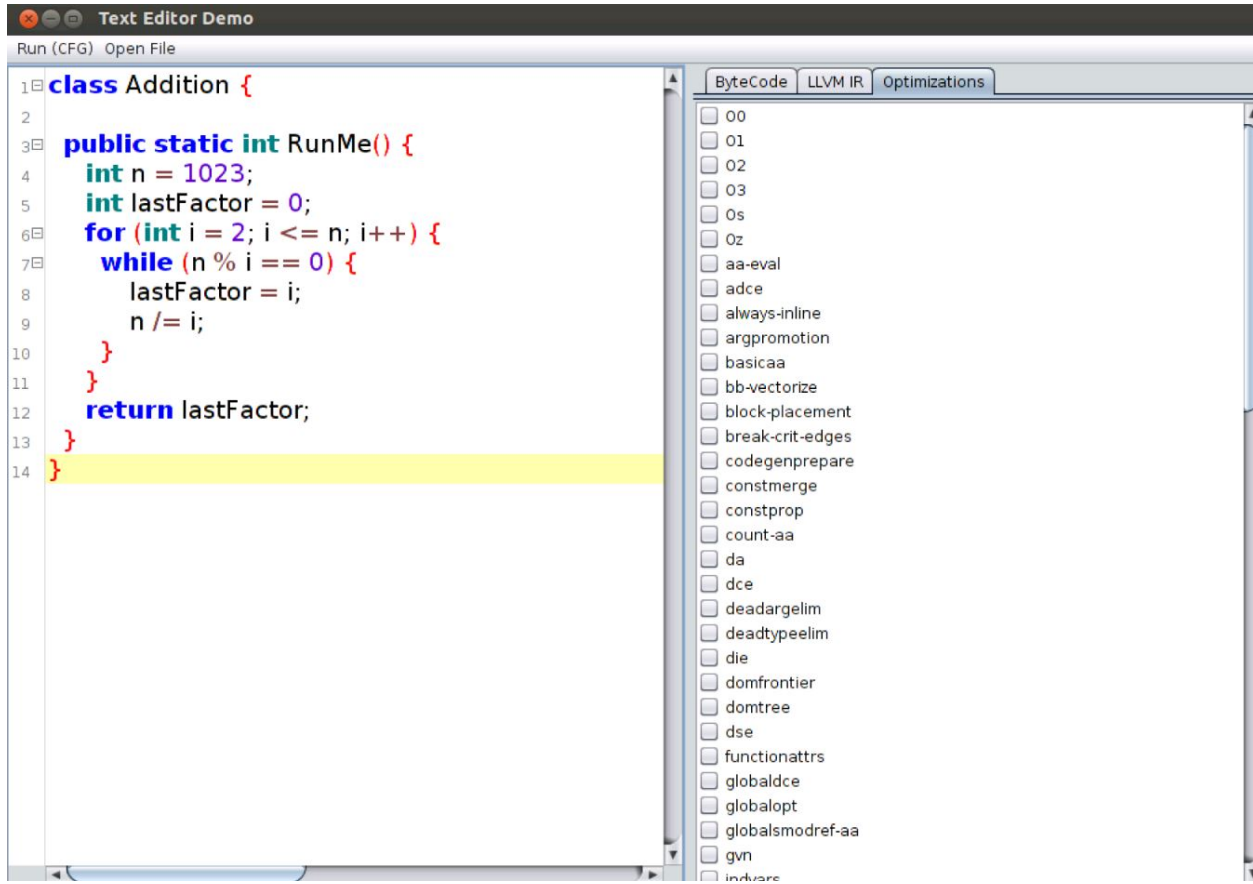 Text Editor Demo
Run (CFG) Open File
1 class Addition {
2
3 public static int RunMe() {
4 int n = 1023;
5 int lastFactor = 0;
6 for (int i = 2; i <= n; i++) {
7 while (n % i == 0) {
8 lastFactor = i;
9 n /= i;
10 }
11 }
12 return lastFactor;
13 }
14 }
ByteCode LLVM IR Optimizations
O0
O1
O2
O3
Os
Oz
aa-eval
adce
always-inline
argpromotion
basicaa
bb-vectorize
block-placement
break-crit-edges
codegenprepare
constmerge
constprop
count-aa
da
dce
deadargelim
deadtypeelim
die
domfrontier
domtree
dse
functionattrs
globaldce
globalopt
globalsmodref-aa
gvn
indvars